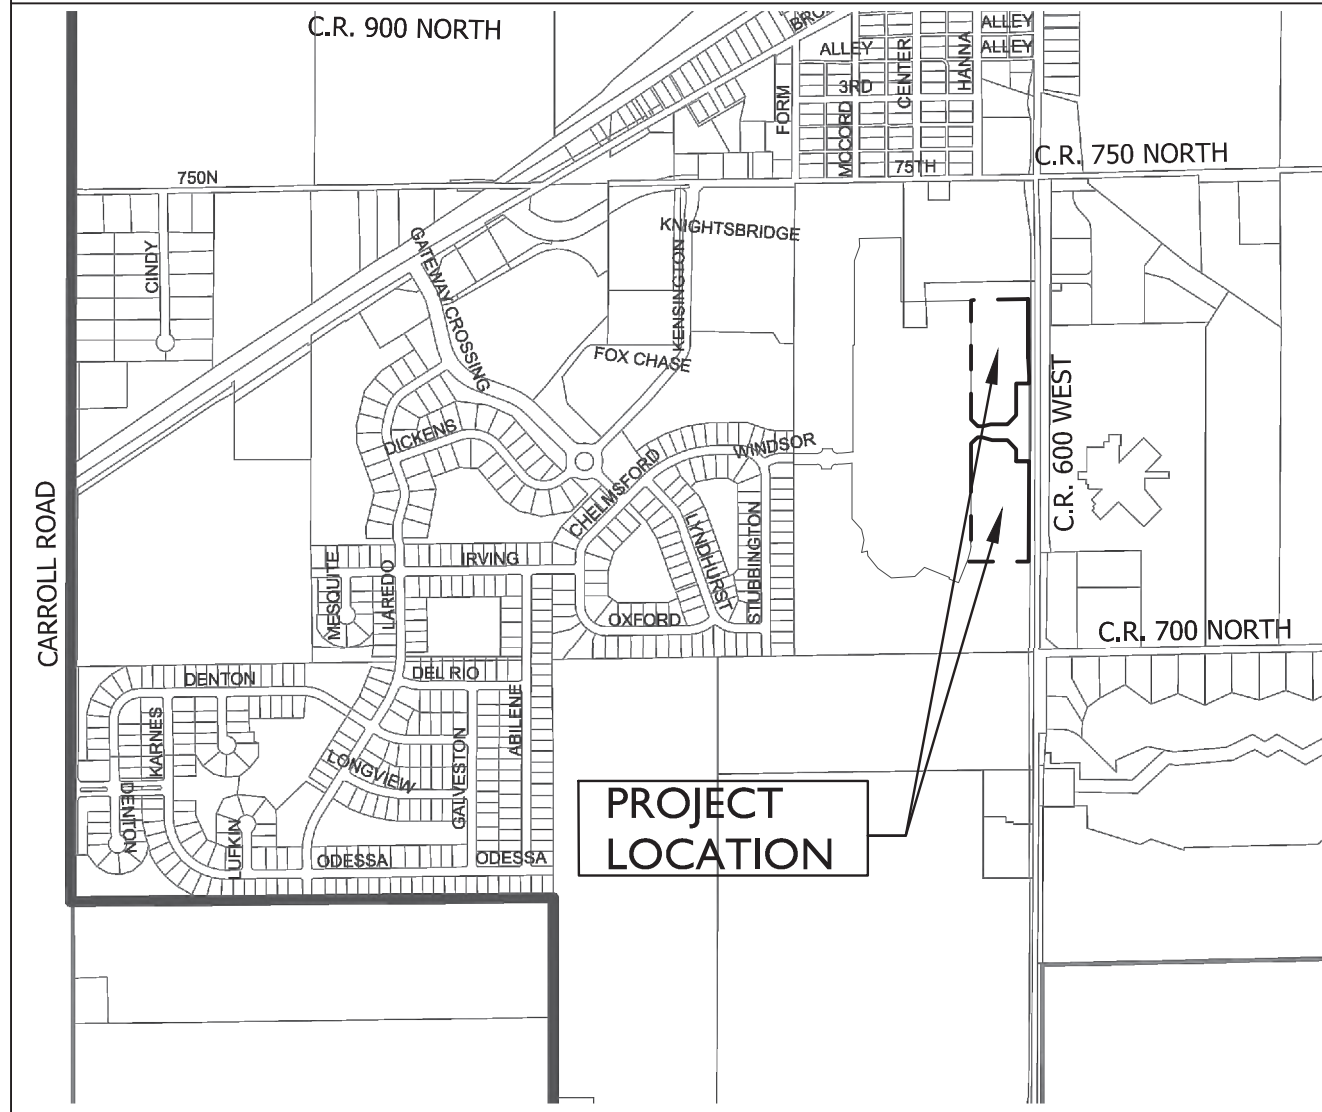 C.R. 900 NORTH
BRO
ALLEY
ALLEY
ALLEY
3RD
FORM
MCCORD
CENTER
HANNA
75TH
C.R. 750 NORTH
750N
CINDY
GATEWAY CROSSING
KNIGHTSBRIDGE
KENSINGTON
FOX CHASE
DICKENS
CHELMSFORD
WINDSOR
C.R. 600 WEST
CARROLL ROAD
MESQUITE
LAREDO
IRVING
LYNDHURST
STUBBINGTON
OXFORD
C.R. 700 NORTH
DENTON
DEL RIO
KARNES
ABILENE
LONGVIEW
GALVESTON
DENTON
LUFKIN
ODESSA
ODESSA
PROJECT
LOCATION